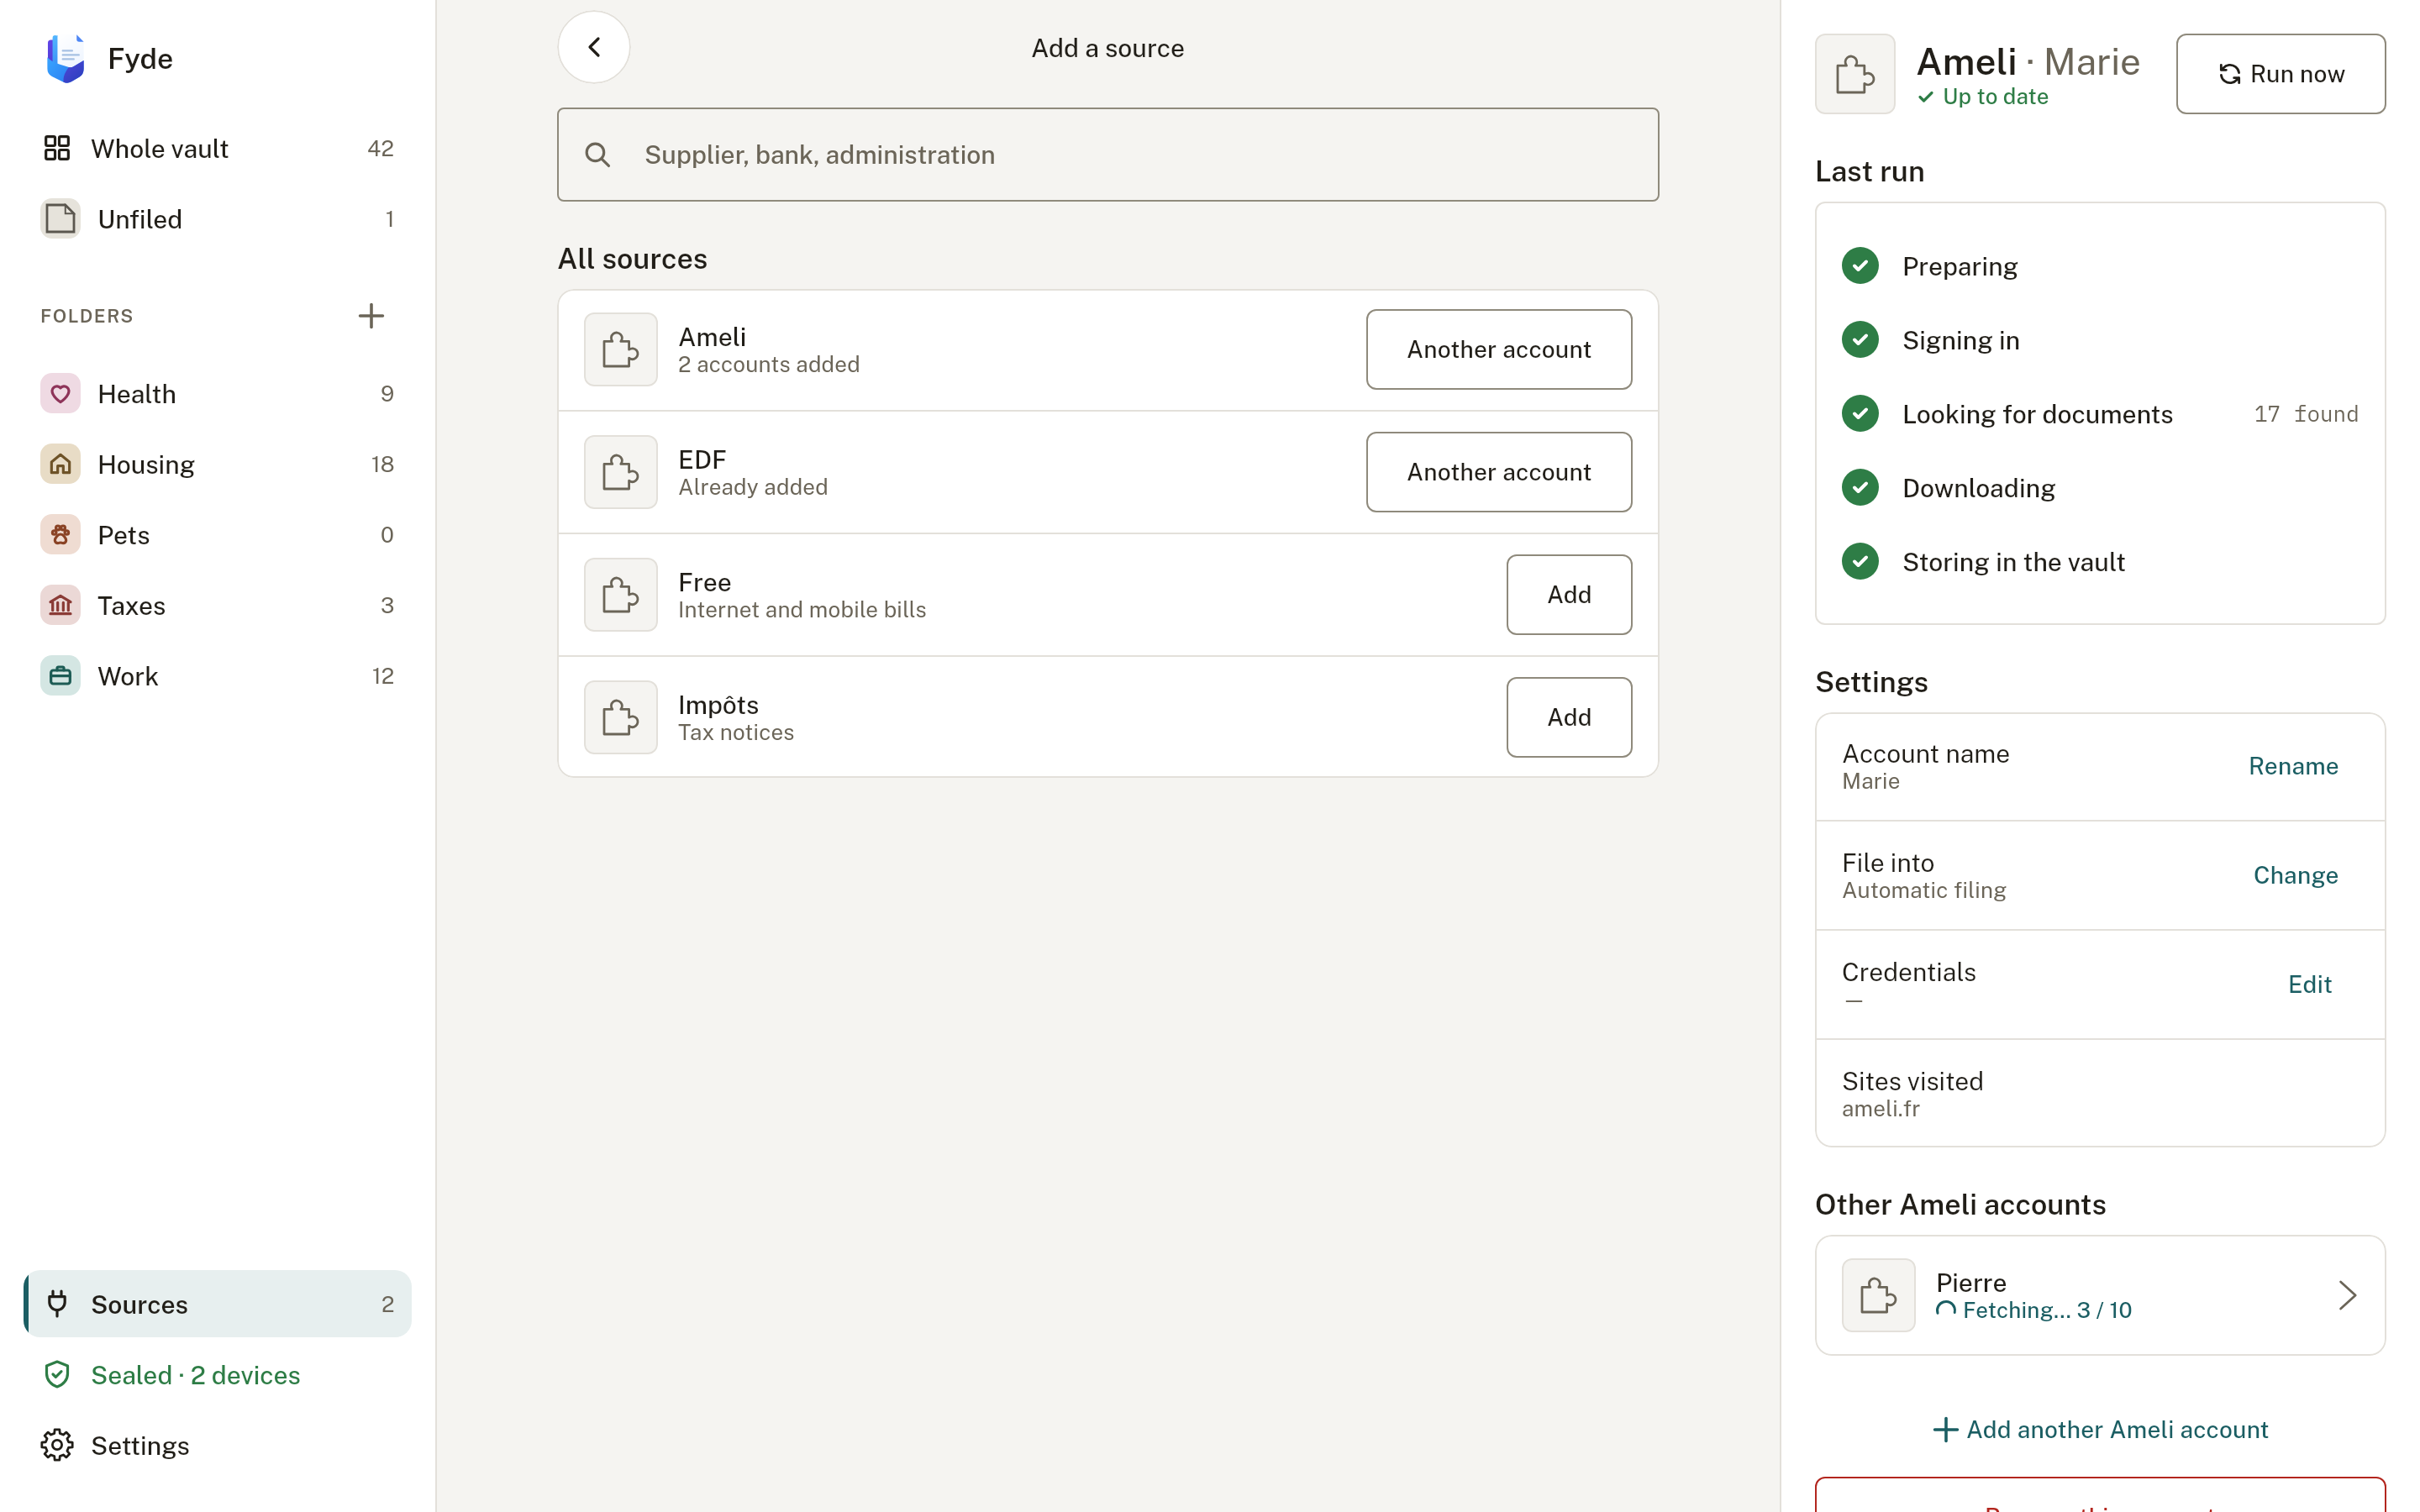 Fyde
Whole vault 42
Unfiled 1
FOLDERS
Health 9
Housing 18
Pets 0
Taxes 3
Work 12
Sources 2
Sealed · 2 devices
Settings
Add a source
Supplier, bank, administration
All sources
Ameli
2 accounts added
Another account
EDF
Already added
Another account
Free
Internet and mobile bills
Add
Impôts
Tax notices
Add
Ameli · Marie
Up to date
Run now
Last run
Preparing
Signing in
Looking for documents 17 found
Downloading
Storing in the vault
Settings
Account name
Marie
Rename
File into
Automatic filing
Change
Credentials
—
Edit
Sites visited
ameli.fr
Other Ameli accounts
Pierre
Fetching... 3 / 10
Add another Ameli account